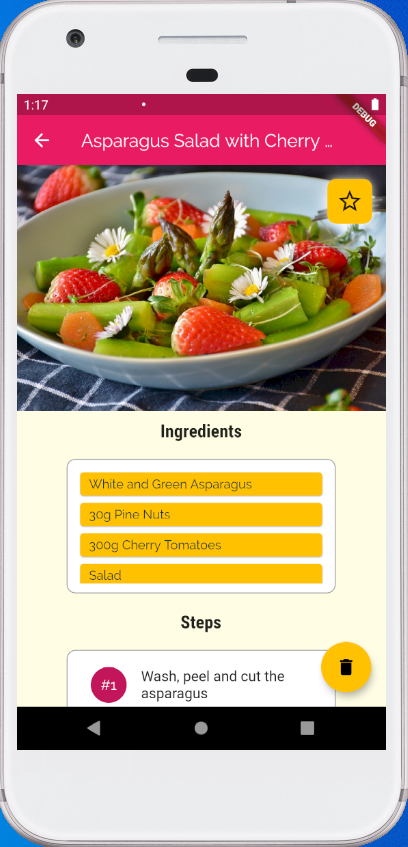 1:17
DEBUG
Asparagus Salad with Cherry ...
Ingredients
White and Green Asparagus
30g Pine Nuts
300g Cherry Tomatoes
Salad
Steps
#1
Wash, peel and cut the
asparagus